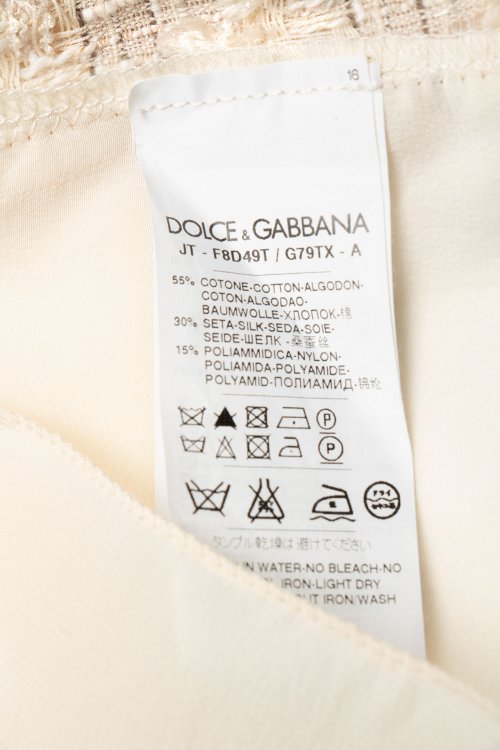 16
DOLCE & GABBANA
JT - F8D49T / G79TX - A
55% COTONE-COTTON-ALGODON-
COTON-ALGODAO-
BAUMWOLLE-ХЛОПОК-棉
30% SETA-SILK-SEDA-SOIE-
SEIDE-ШЕЛК-桑蚕丝
15% POLIAMMIDICA-NYLON-
POLIAMIDA-POLYAMIDE-
POLYAMID-ПОЛИАМИД-锦纶
P
P
ドライ
タンブル乾燥は避けてください
IN WATER-NO BLEACH-NO
IRON-LIGHT DRY
IRON/WASH